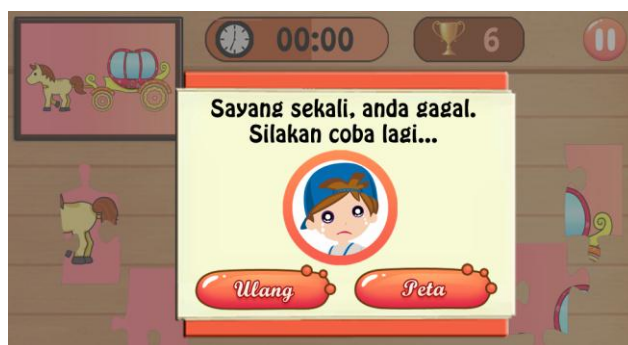 00:00
6
Sayang sekali, anda gagal.
Silakan coba lagi...
Ulang
Peta